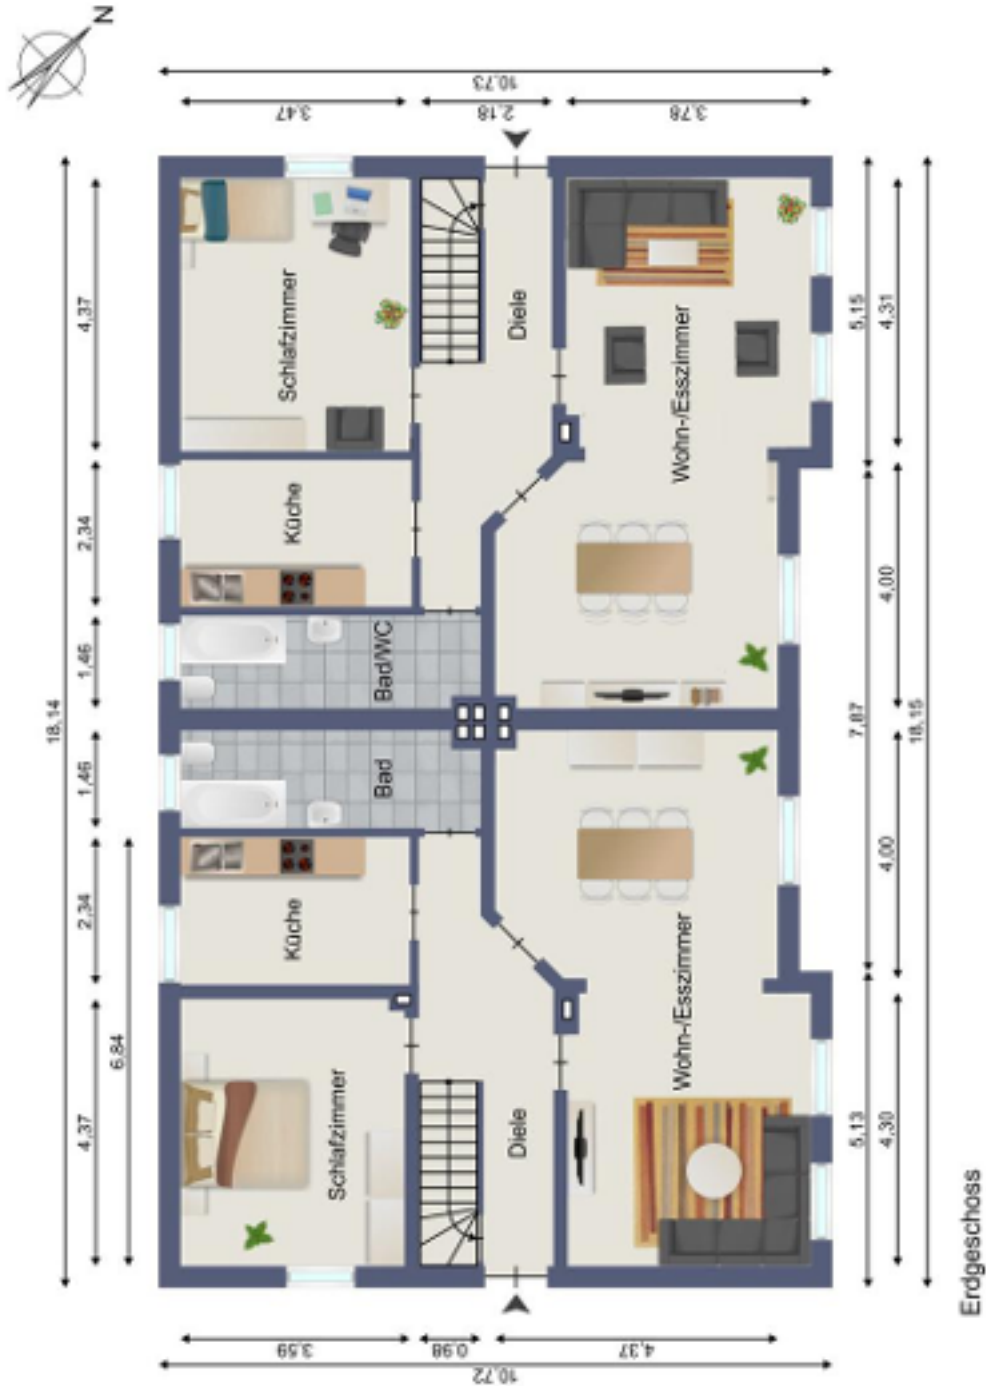 N
10,73
3,47
2,18
3,78
18,14
4,37
2,34
1,46
1,46
2,34
4,37
6,84
Schlafzimmer
Diele
Wohn-/Esszimmer
Küche
Bad/WC
Bad
Küche
Schlafzimmer
Diele
Wohn-/Esszimmer
5,15
4,31
4,00
7,87
18,15
4,00
5,13
4,30
3,59
0,98
4,37
10,72
Erdgeschoss